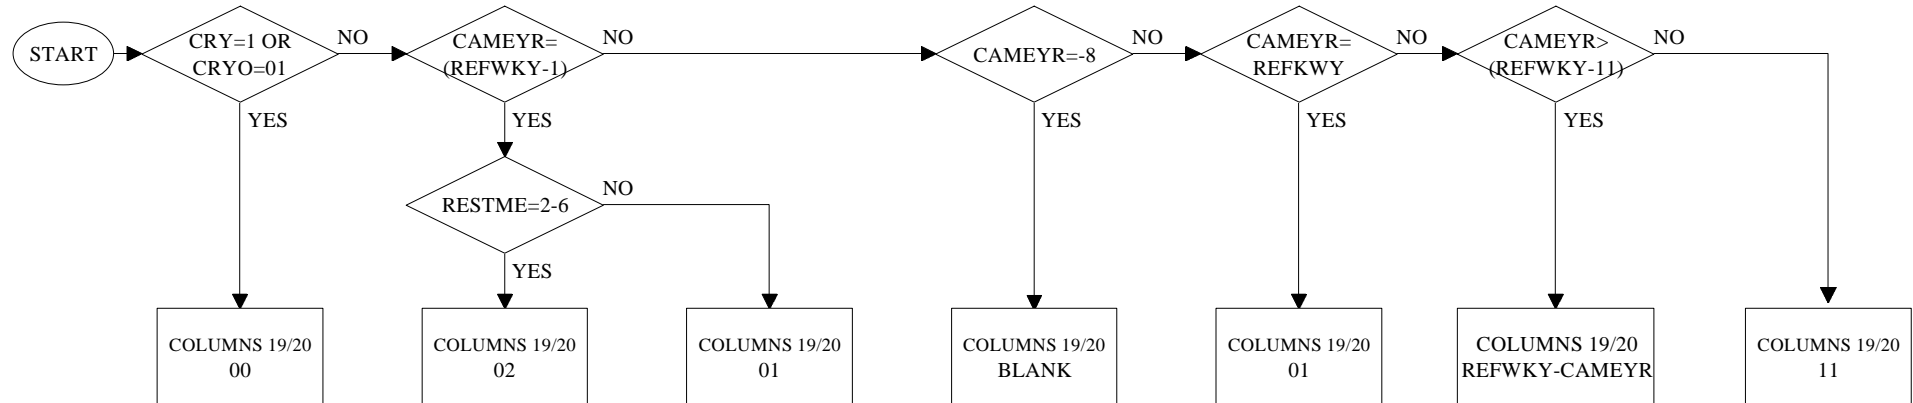 START
CRY=1 OR
CRYO=01
NO
YES
CAMEYR=
(REFWKY-1)
NO
YES
CAMEYR=-8
NO
YES
CAMEYR=
REFKWY
NO
YES
CAMEYR>
(REFWKY-11)
NO
YES
RESTME=2-6
NO
YES
COLUMNS 19/20
00
COLUMNS 19/20
02
COLUMNS 19/20
01
COLUMNS 19/20
BLANK
COLUMNS 19/20
01
COLUMNS 19/20
REFWKY-CAMEYR
COLUMNS 19/20
11